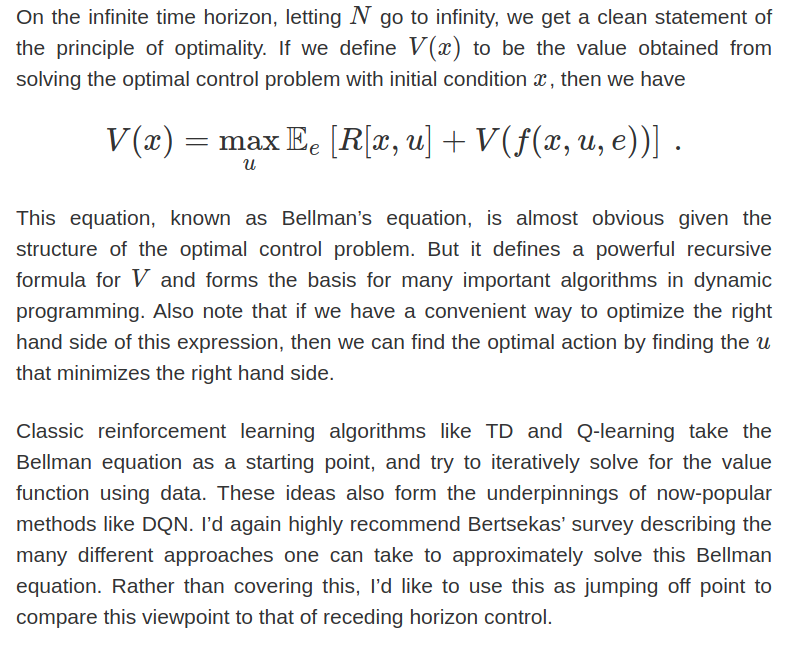 On the infinite time horizon, letting N go to infinity, we get a clean statement of
the principle of optimality. If we define V(x) to be the value obtained from
solving the optimal control problem with initial condition x, then we have
V(x) = max 𝔼ₑ [R[x, u] + V(f(x, u, e))] .
u
This equation, known as Bellman’s equation, is almost obvious given the
structure of the optimal control problem. But it defines a powerful recursive
formula for V and forms the basis for many important algorithms in dynamic
programming. Also note that if we have a convenient way to optimize the right
hand side of this expression, then we can find the optimal action by finding the u
that minimizes the right hand side.
Classic reinforcement learning algorithms like TD and Q-learning take the
Bellman equation as a starting point, and try to iteratively solve for the value
function using data. These ideas also form the underpinnings of now-popular
methods like DQN. I’d again highly recommend Bertsekas’ survey describing the
many different approaches one can take to approximately solve this Bellman
equation. Rather than covering this, I’d like to use this as jumping off point to
compare this viewpoint to that of receding horizon control.